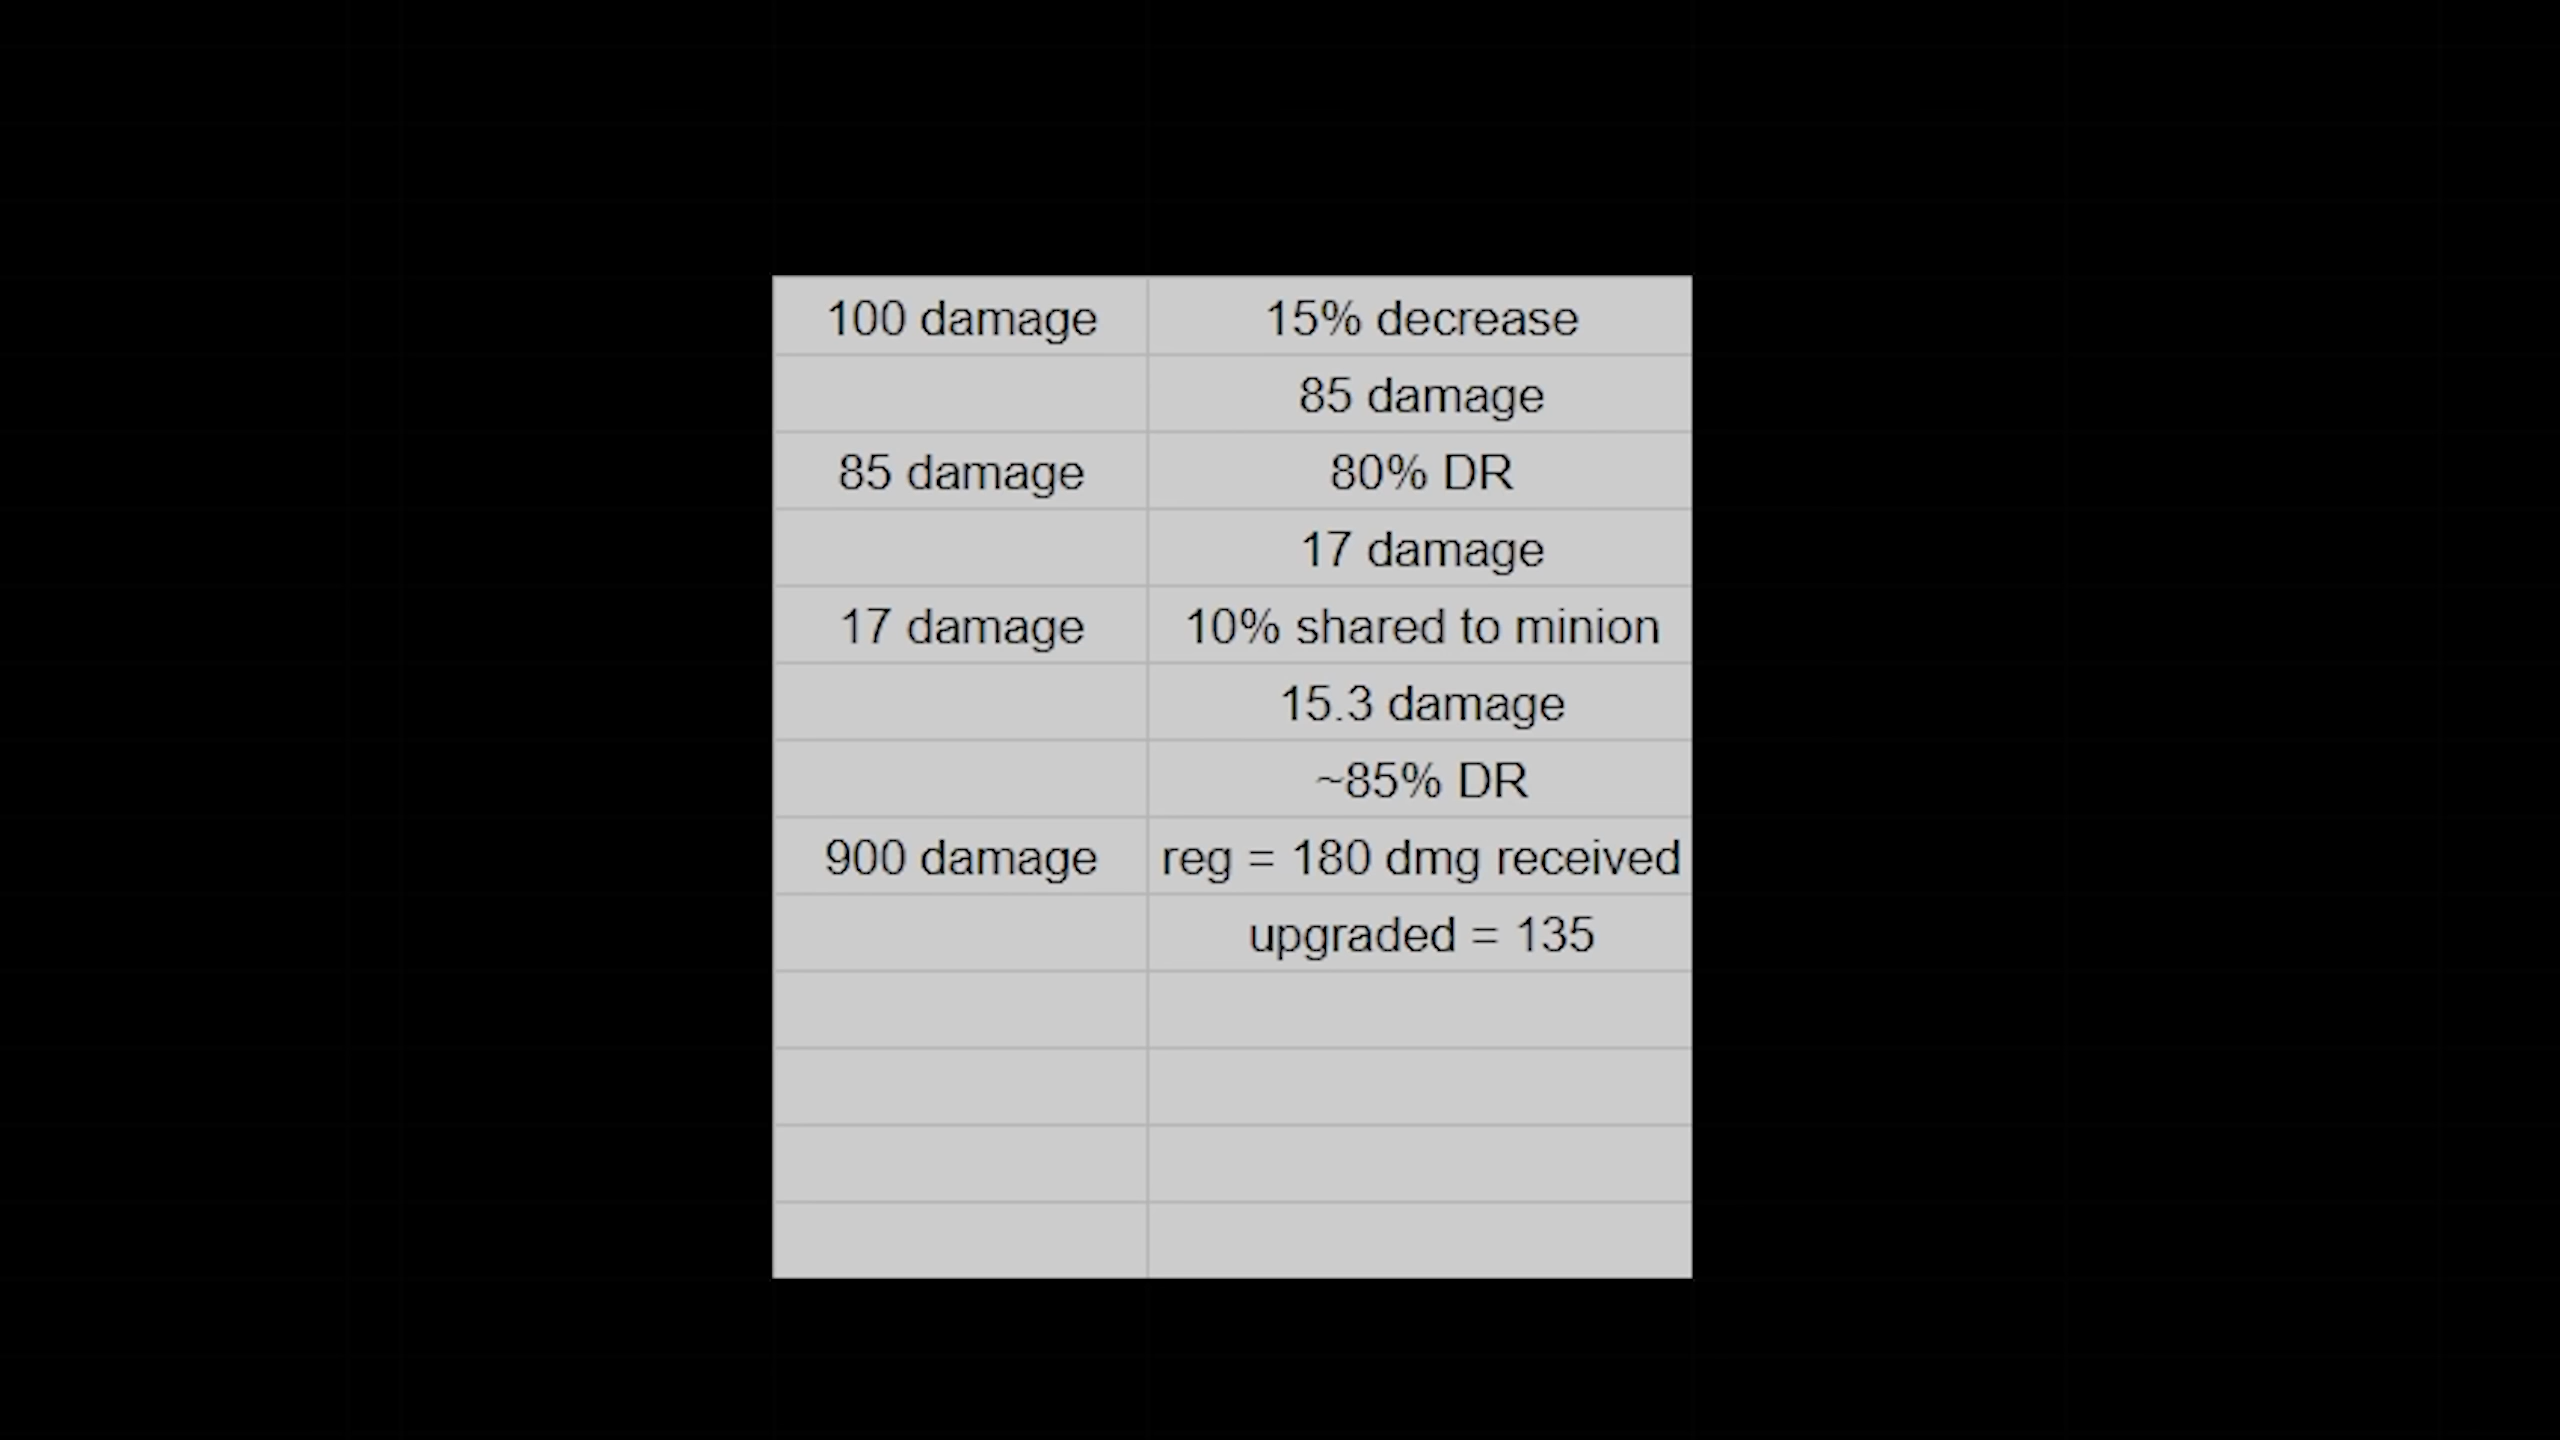 100 damage 15% decrease
85 damage
85 damage 80% DR
17 damage
17 damage 10% shared to minion
15.3 damage
~85% DR
900 damage reg = 180 dmg received
upgraded = 135